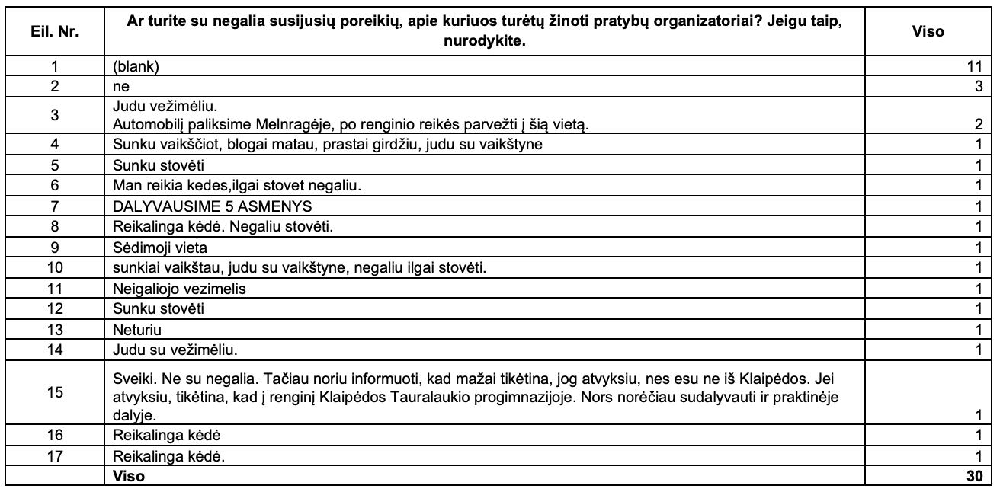 Eil. Nr.
Ar turite su negalia susijusių poreikių, apie kuriuos turėtų žinoti pratybų organizatoriai? Jeigu taip,
nurodykite.
Viso
1 (blank) 11
2 ne 3
3 Judu vežimėliu.
Automobilį paliksime Melnragėje, po renginio reikės parvežti į šią vietą. 2
4 Sunku vaikščiot, blogai matau, prastai girdžiu, judu su vaikštyne 1
5 Sunku stovėti 1
6 Man reikia kedes,ilgai stovet negaliu. 1
7 DALYVAUSIME 5 ASMENYS 1
8 Reikalinga kėdė. Negaliu stovėti. 1
9 Sėdimoji vieta 1
10 sunkiai vaikštau, judu su vaikštyne, negaliu ilgai stovėti. 1
11 Neigaliojo vezimelis 1
12 Sunku stovėti 1
13 Neturiu 1
14 Judu su vežimėliu. 1
15 Sveiki. Ne su negalia. Tačiau noriu informuoti, kad mažai tikėtina, jog atvyksiu, nes esu ne iš Klaipėdos. Jei
atvyksiu, tikėtina, kad į renginį Klaipėdos Tauralaukio progimnazijoje. Nors norėčiau sudalyvauti ir praktinėje
dalyje. 1
16 Reikalinga kėdė 1
17 Reikalinga kėdė. 1
Viso 30